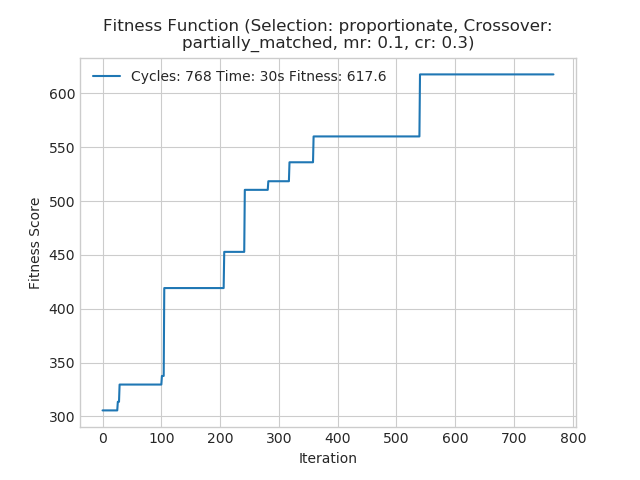 Fitness Function (Selection: proportionate, Crossover:
partially_matched, mr: 0.1, cr: 0.3)
Cycles: 768 Time: 30s Fitness: 617.6
Fitness Score
600
550
500
450
400
350
300
0 100 200 300 400 500 600 700 800
Iteration